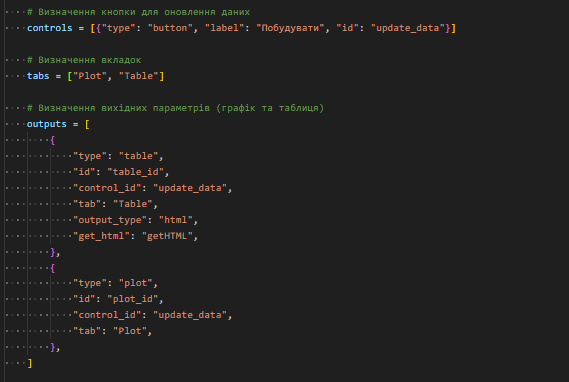 # Визначення кнопки для оновлення даних
controls = [{"type": "button", "label": "Побудувати", "id": "update_data"}]
# Визначення вкладок
tabs = ["Plot", "Table"]
# Визначення вихідних параметрів (графік та таблиця)
outputs = [
{
"type": "table",
"id": "table_id",
"control_id": "update_data",
"tab": "Table",
"output_type": "html",
"get_html": "getHTML",
},
{
"type": "plot",
"id": "plot_id",
"control_id": "update_data",
"tab": "Plot",
},
]